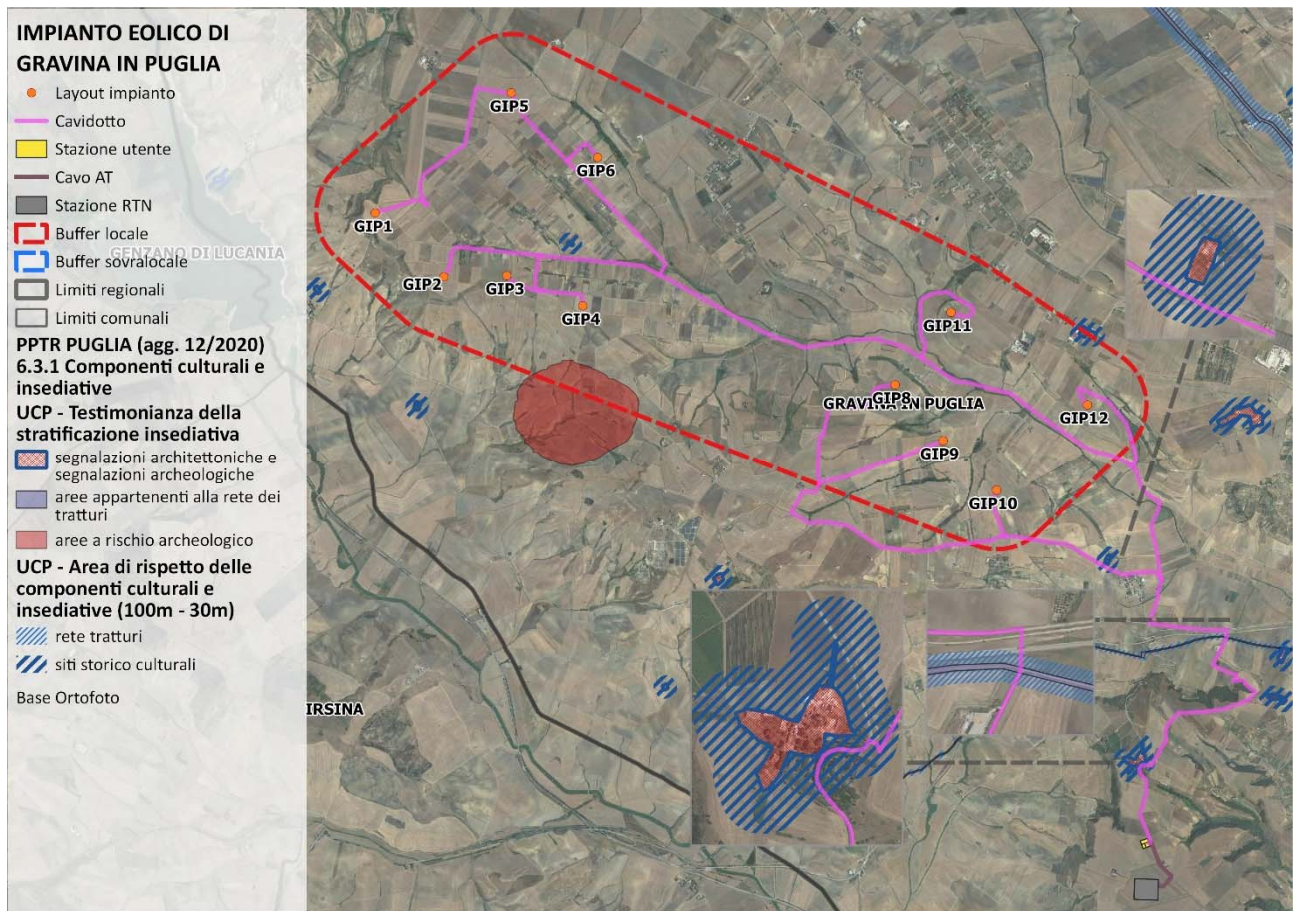 IMPIANTO EOLICO DI
GRAVINA IN PUGLIA
Layout impianto
Cavidotto
Stazione utente
Cavo AT
Stazione RTN
Buffer locale
Buffer sovralocale
Limiti regionali
Limiti comunali
PPTR PUGLIA (agg. 12/2020)
6.3.1 Componenti culturali e
insediative
UCP - Testimonianza della
stratificazione insediativa
segnalazioni architettoniche e
segnalazioni archeologiche
aree appartenenti alla rete dei
tratturi
aree a rischio archeologico
UCP - Area di rispetto delle
componenti culturali e
insediative (100m - 30m)
rete tratturi
siti storico culturali
Base Ortofoto
GENZANO DI LUCANIA
GIP5
GIP6
GIP1
GIP2
GIP3
GIP4
GIP11
GIP8
GRAVINA IN PUGLIA
GIP12
GIP9
GIP10
IRSINA